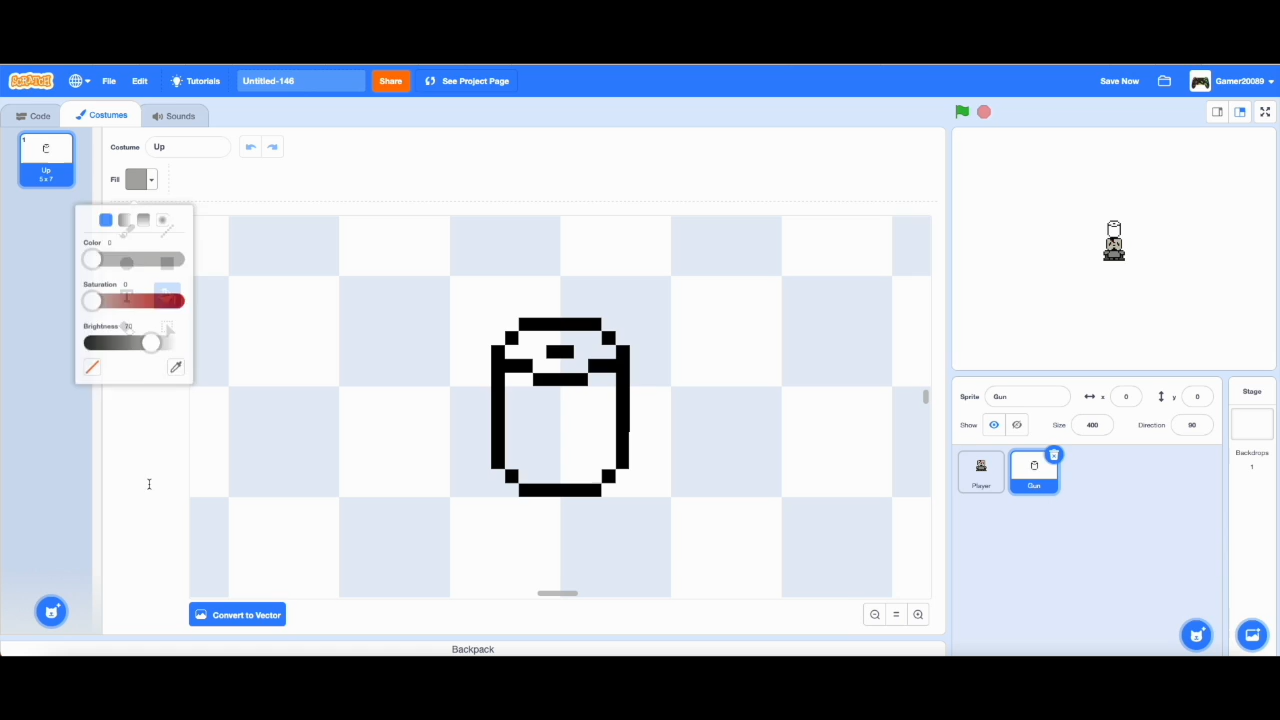 SCRATCH File Edit Tutorials Untitled-146 Share See Project Page Save Now Gamer20089
Code Costumes Sounds
1
Up
5 x 7
Costume Up
Fill
Color 0
Saturation 0
Brightness 70
T
Convert to Vector
Backpack
Sprite Gun x 0 y 0
Show Size 400 Direction 90
Player
Gun
Stage
Backdrops
1